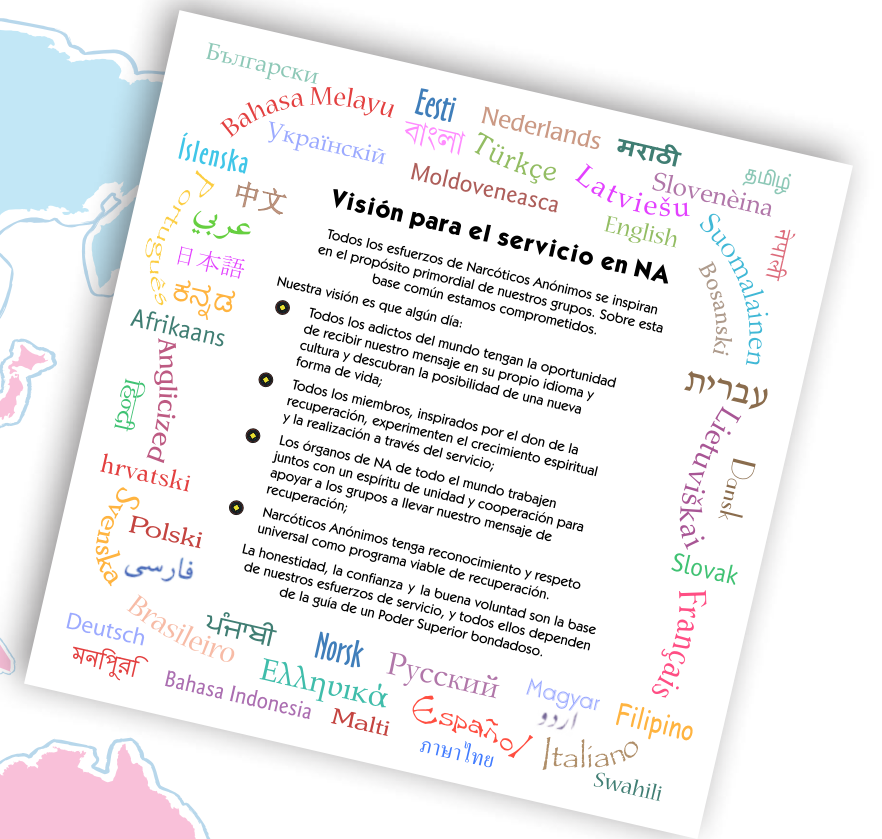 Български
Bahasa Melayu
Eesti
Nederlands
मराठी
தமிழ்
Українскій
বাংলা
Türkçe
Latviešu
Slovenèina
Íslenska
Moldoveneasca
English
Suomalainen
नेपाली
Português
中文
عربي
日本語
ಕನ್ನಡ
Bosanski
Afrikaans
Visión para el servicio en NA
Todos los esfuerzos de Narcóticos Anónimos se inspiran
en el propósito primordial de nuestros grupos. Sobre esta
base común estamos comprometidos.
Nuestra visión es que algún día:
Todos los adictos del mundo tengan la oportunidad
de recibir nuestro mensaje en su propio idioma y
cultura y descubran la posibilidad de una nueva
forma de vida;
Todos los miembros, inspirados por el don de la
recuperación, experimenten el crecimiento espiritual
y la realización a través del servicio;
Los órganos de NA de todo el mundo trabajen
juntos con un espíritu de unidad y cooperación para
apoyar a los grupos a llevar nuestro mensaje de
recuperación;
Narcóticos Anónimos tenga reconocimiento y respeto
universal como programa viable de recuperación.
La honestidad, la confianza y la buena voluntad son la base
de nuestros esfuerzos de servicio, y todos ellos dependen
de la guía de un Poder Superior bondadoso.
עברית
Anglicized
हिन्दी
Lietuviškai
Dansk
hrvatski
Svenska
Polski
فارسی
Slovak
Français
Brasileiro
ਪੰਜਾਬੀ
Deutsch
Norsk
Русский
মনিপুরি
Bahasa Indonesia
Ελληνικά
Magyar
اردو
Filipino
Malti
Español
ภาษาไทย
Italiano
Swahili